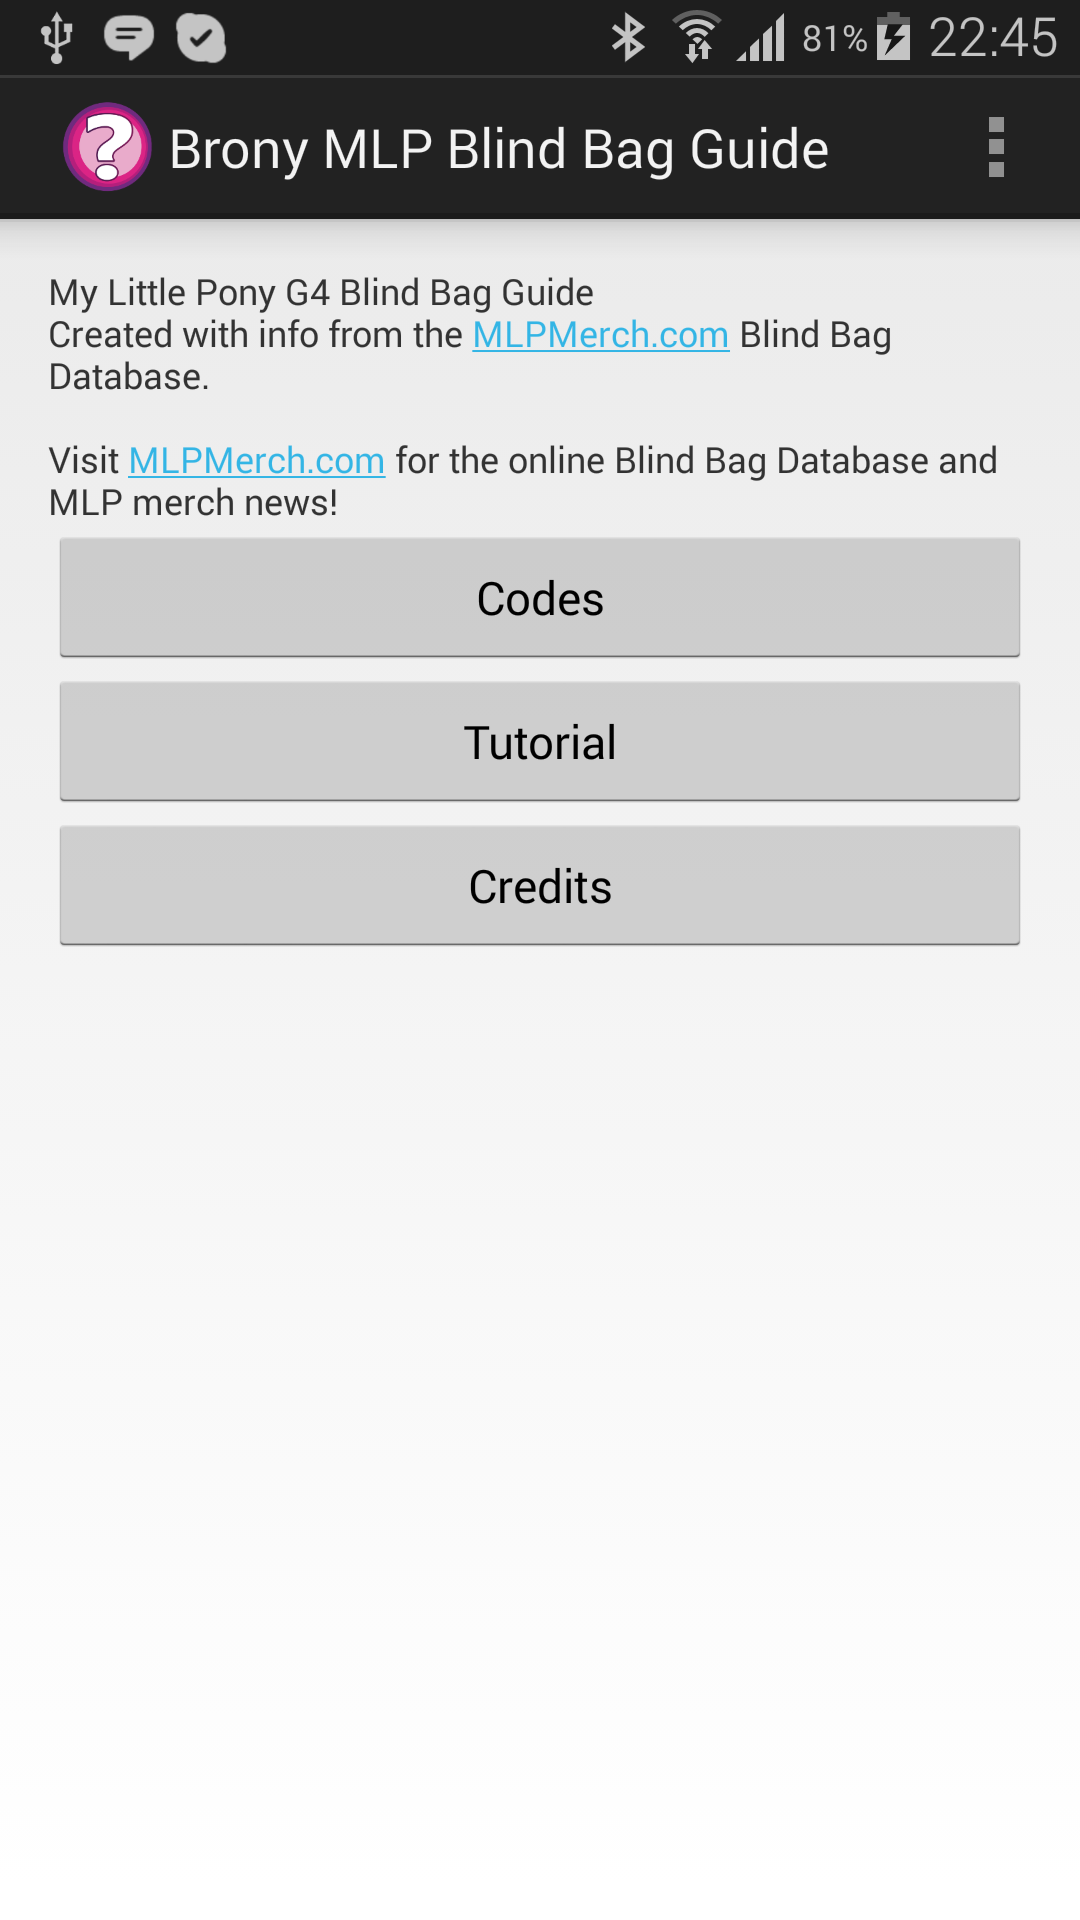 81% 22:45
Brony MLP Blind Bag Guide
My Little Pony G4 Blind Bag Guide
Created with info from the MLPMerch.com Blind Bag
Database.
Visit MLPMerch.com for the online Blind Bag Database and
MLP merch news!
Codes
Tutorial
Credits